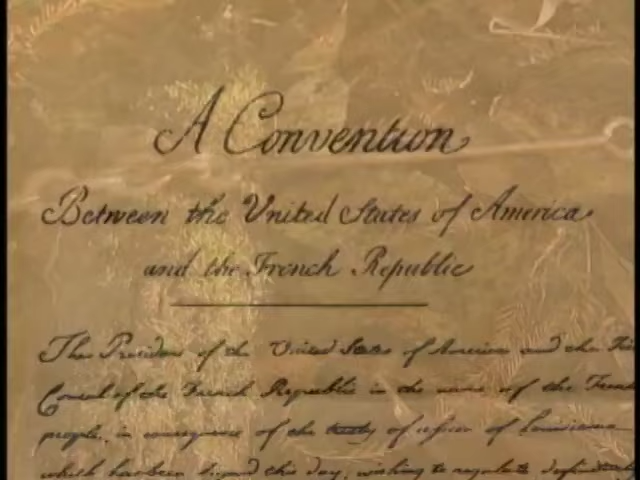 A Convention
Between the United States of America
and the French Republic
The President of the United States of America and the
Consul of the French Republic in the name of the French
people, in consequence of the treaty of cession of Louisiana
which has been signed this day, wishing to regulate definitively